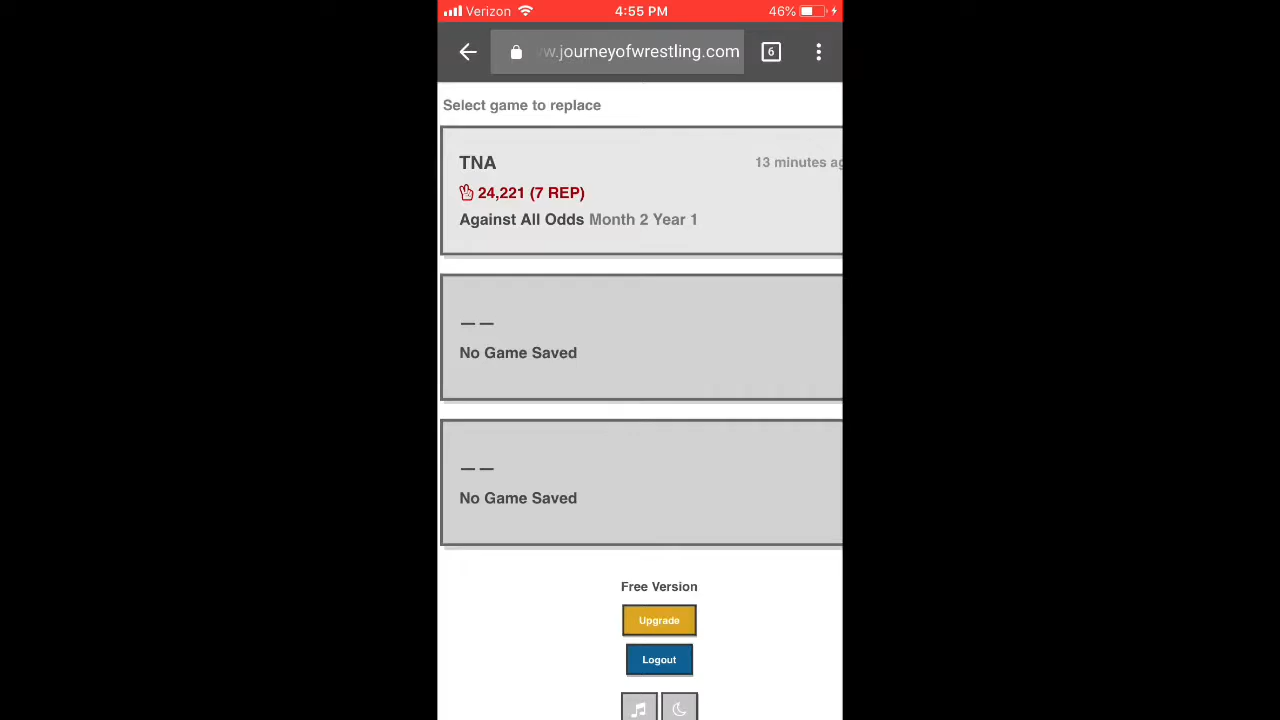 Verizon 4:55 PM 46%
w.journeyofwrestling.com 6
Select game to replace
TNA 13 minutes ag
24,221 (7 REP)
Against All Odds Month 2 Year 1
— —
No Game Saved
— —
No Game Saved
Free Version
Upgrade
Logout